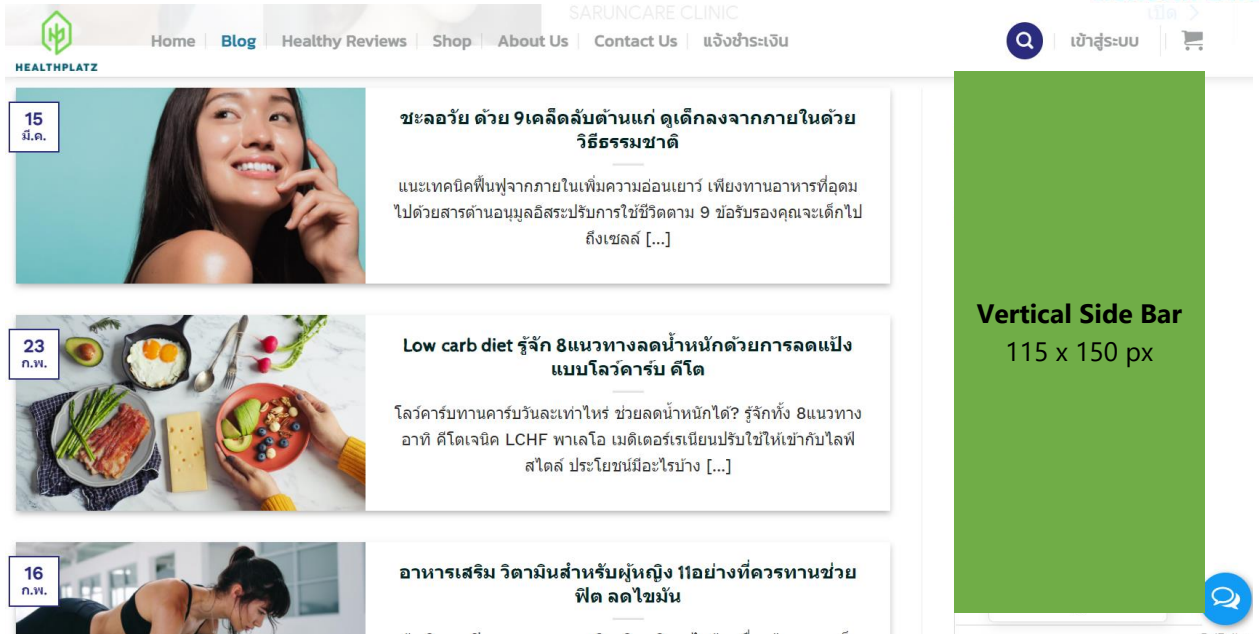 SARUNCARE CLINIC
เปิด >
HEALTHPLATZ
Home
Blog
Healthy Reviews
Shop
About Us
Contact Us
แจ้งชำระเงิน
เข้าสู่ระบบ
15
มี.ค.
ชะลอวัย ด้วย 9เคล็ดลับต้านแก่ ดูเด็กลงจากภายในด้วย
วิธีธรรมชาติ
แนะเทคนิคฟื้นฟูจากภายในเพิ่มความอ่อนเยาว์ เพียงทานอาหารที่อุดม
ไปด้วยสารต้านอนุมูลอิสระปรับการใช้ชีวิตตาม 9 ข้อรับรองคุณจะเด็กไป
ถึงเซลล์ [...]
23
ก.พ.
Low carb diet รู้จัก 8แนวทางลดน้ำหนักด้วยการลดแป้ง
แบบโลว์คาร์บ คีโต
โลว์คาร์บทานคาร์บวันละเท่าไหร่ ช่วยลดน้ำหนักได้? รู้จักทั้ง 8แนวทาง
อาทิ คีโตเจนิค LCHF พาเลโอ เมดิเตอร์เรเนียนปรับใช้ให้เข้ากับไลฟ์
สไตล์ ประโยชน์มีอะไรบ้าง [...]
16
ก.พ.
อาหารเสริม วิตามินสำหรับผู้หญิง 11อย่างที่ควรทานช่วย
ฟิต ลดไขมัน
Vertical Side Bar
115 x 150 px